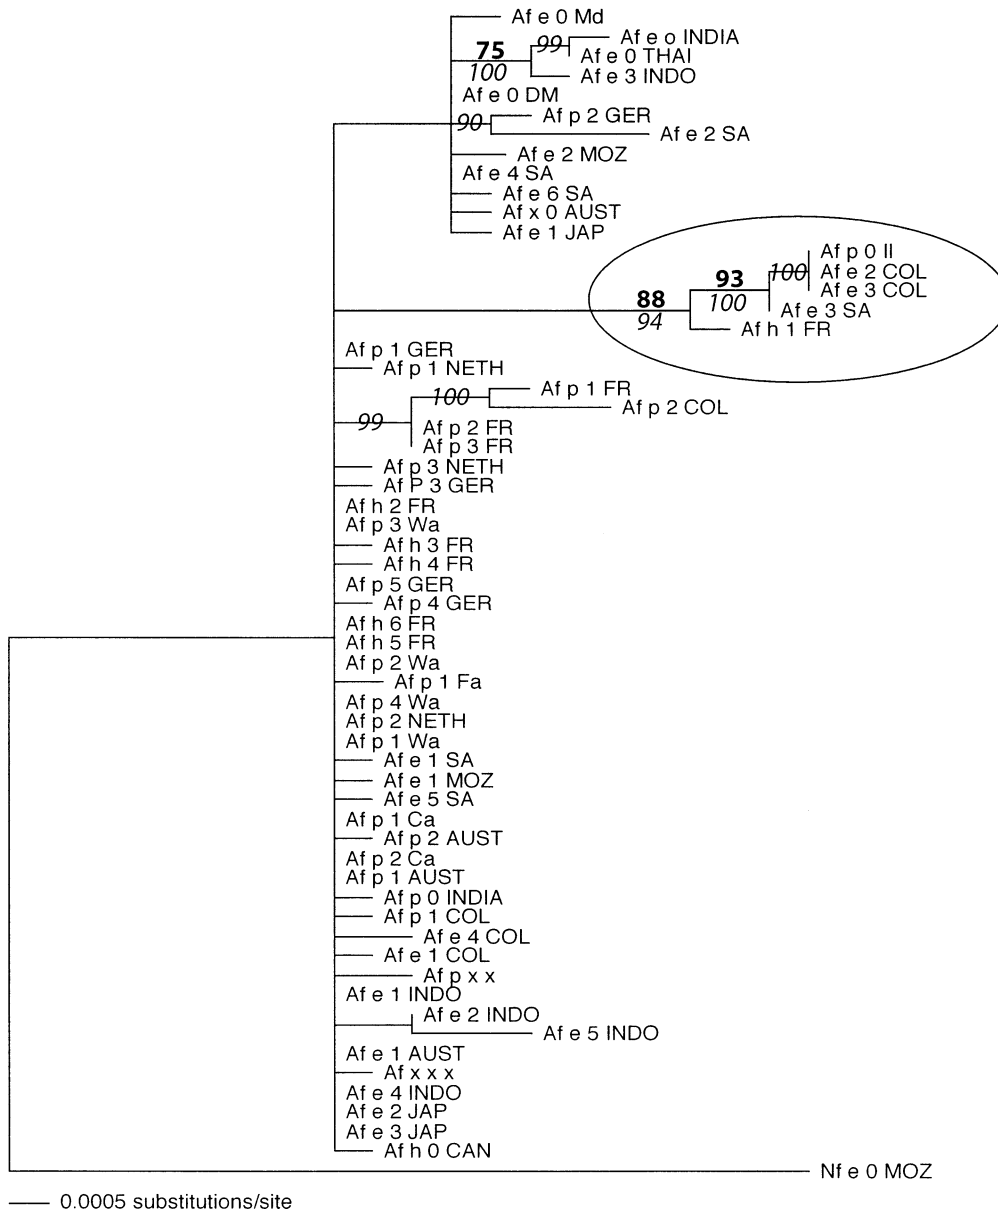 Af e 0 Md
Af e o INDIA
99
75
Af e 0 THAI
100
Af e 3 INDO
Af e 0 DM
Af p 2 GER
90
Af e 2 SA
Af e 2 MOZ
Af e 4 SA
Af e 6 SA
Af x 0 AUST
Af e 1 JAP
Af p 0 II
100
Af e 2 COL
93
Af e 3 COL
88
100
Af e 3 SA
94
Af h 1 FR
Af p 1 GER
Af p 1 NETH
Af p 1 FR
100
Af p 2 COL
99
Af p 2 FR
Af p 3 FR
Af p 3 NETH
Af P 3 GER
Af h 2 FR
Af p 3 Wa
Af h 3 FR
Af h 4 FR
Af p 5 GER
Af p 4 GER
Af h 6 FR
Af h 5 FR
Af p 2 Wa
Af p 1 Fa
Af p 4 Wa
Af p 2 NETH
Af p 1 Wa
Af e 1 SA
Af e 1 MOZ
Af e 5 SA
Af p 1 Ca
Af p 2 AUST
Af p 2 Ca
Af p 1 AUST
Af p 0 INDIA
Af p 1 COL
Af e 4 COL
Af e 1 COL
Af p x x
Af e 1 INDO
Af e 2 INDO
Af e 5 INDO
Af e 1 AUST
Af x x x
Af e 4 INDO
Af e 2 JAP
Af e 3 JAP
Af h 0 CAN
Nf e 0 MOZ
0.0005 substitutions/site